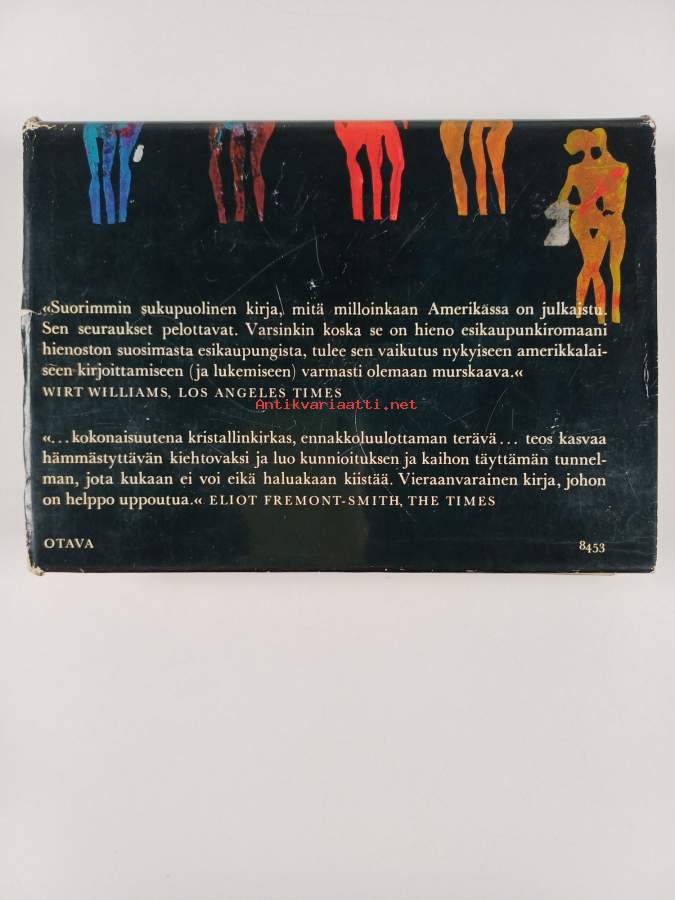 «Suorimmin sukupuolinen kirja, mitä milloinkaan Amerikassa on julkaistu.
Sen seuraukset pelottavat. Varsinkin koska se on hieno esikaupunkiromaani
hienoston suosimasta esikaupungista, tulee sen vaikutus nykyiseen amerikkalai-
seen kirjoittamiseen (ja lukemiseen) varmasti olemaan murskaava.«
WIRT WILLIAMS, LOS ANGELES TIMES
Antikvariaatti.net
«...kokonaisuutena kristallinkirkas, ennakkoluulottaman terävä... teos kasvaa
hämmästyttävän kiehtovaksi ja luo kunnioituksen ja kaihon täyttämän tunnel-
man, jota kukaan ei voi eikä haluakaan kiistää. Vieraanvarainen kirja, johon
on helppo uppoutua.« ELIOT FREMONT-SMITH, THE TIMES
OTAVA 8453